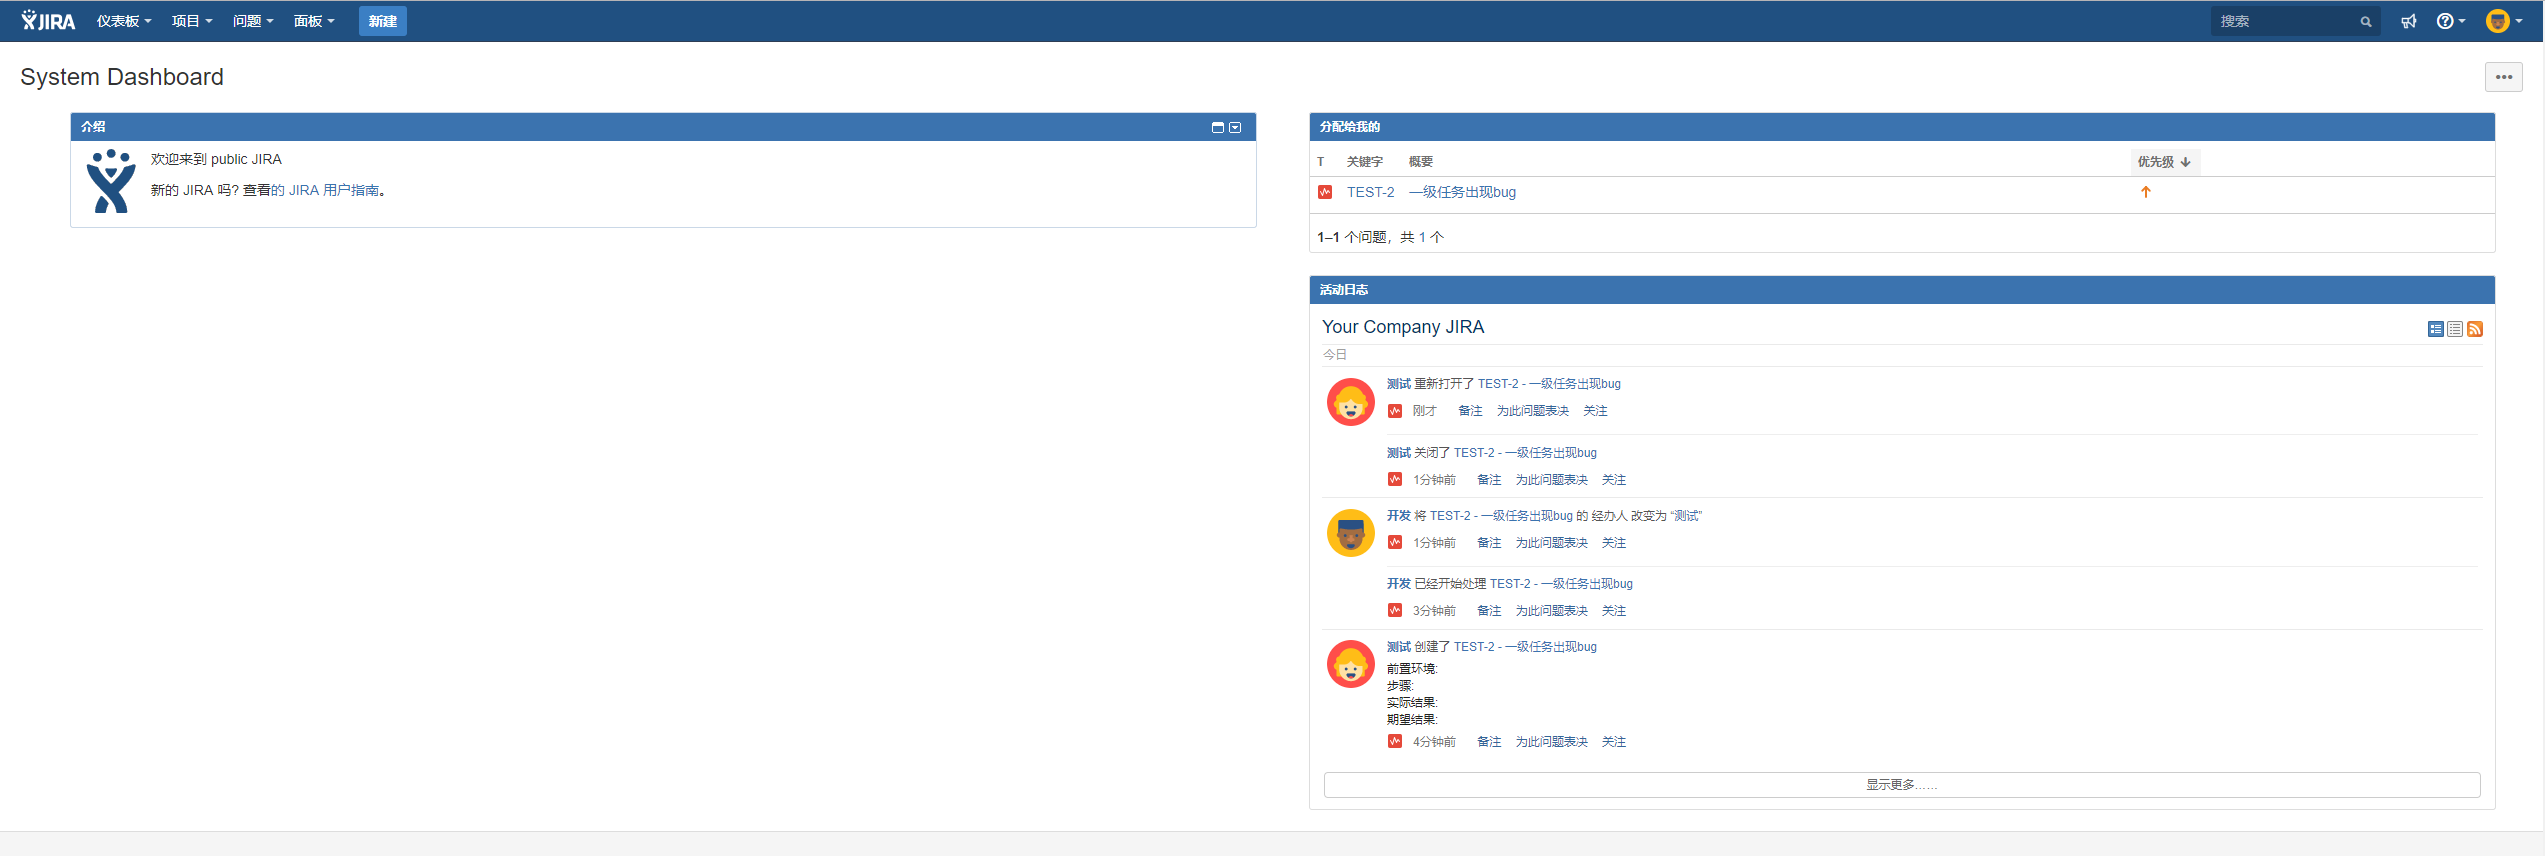 JIRA 仪表板 项目 问题 面板 新建 搜索
System Dashboard
介绍
欢迎来到 public JIRA
新的 JIRA 吗? 查看的 JIRA 用户指南。
分配给我的
T 关键字 概要 优先级
TEST-2 一级任务出现bug
1–1 个问题，共 1 个
活动日志
Your Company JIRA
今日
测试 重新打开了 TEST-2 - 一级任务出现bug
刚才 备注 为此问题表决 关注
测试 关闭了 TEST-2 - 一级任务出现bug
1分钟前 备注 为此问题表决 关注
开发 将 TEST-2 - 一级任务出现bug 的 经办人 改变为 “测试”
1分钟前 备注 为此问题表决 关注
开发 已经开始处理 TEST-2 - 一级任务出现bug
3分钟前 备注 为此问题表决 关注
测试 创建了 TEST-2 - 一级任务出现bug
前置环境:
步骤:
实际结果:
期望结果:
4分钟前 备注 为此问题表决 关注
显示更多……